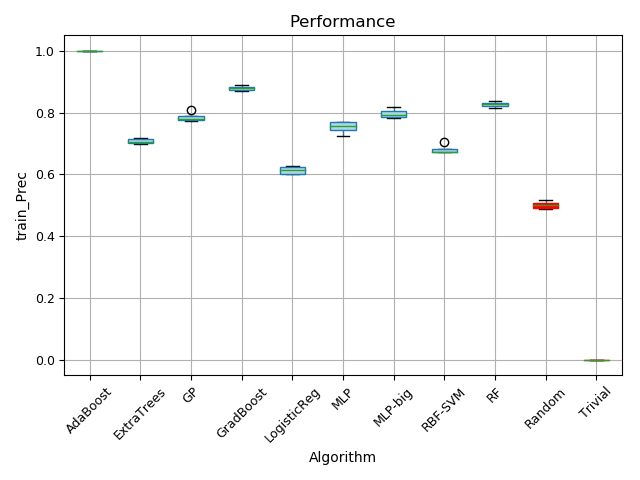 Performance
train_Prec
1.0
0.8
0.6
0.4
0.2
0.0
AdaBoost
ExtraTrees
GP
GradBoost
LogisticReg
MLP
MLP-big
RBF-SVM
RF
Random
Trivial
Algorithm